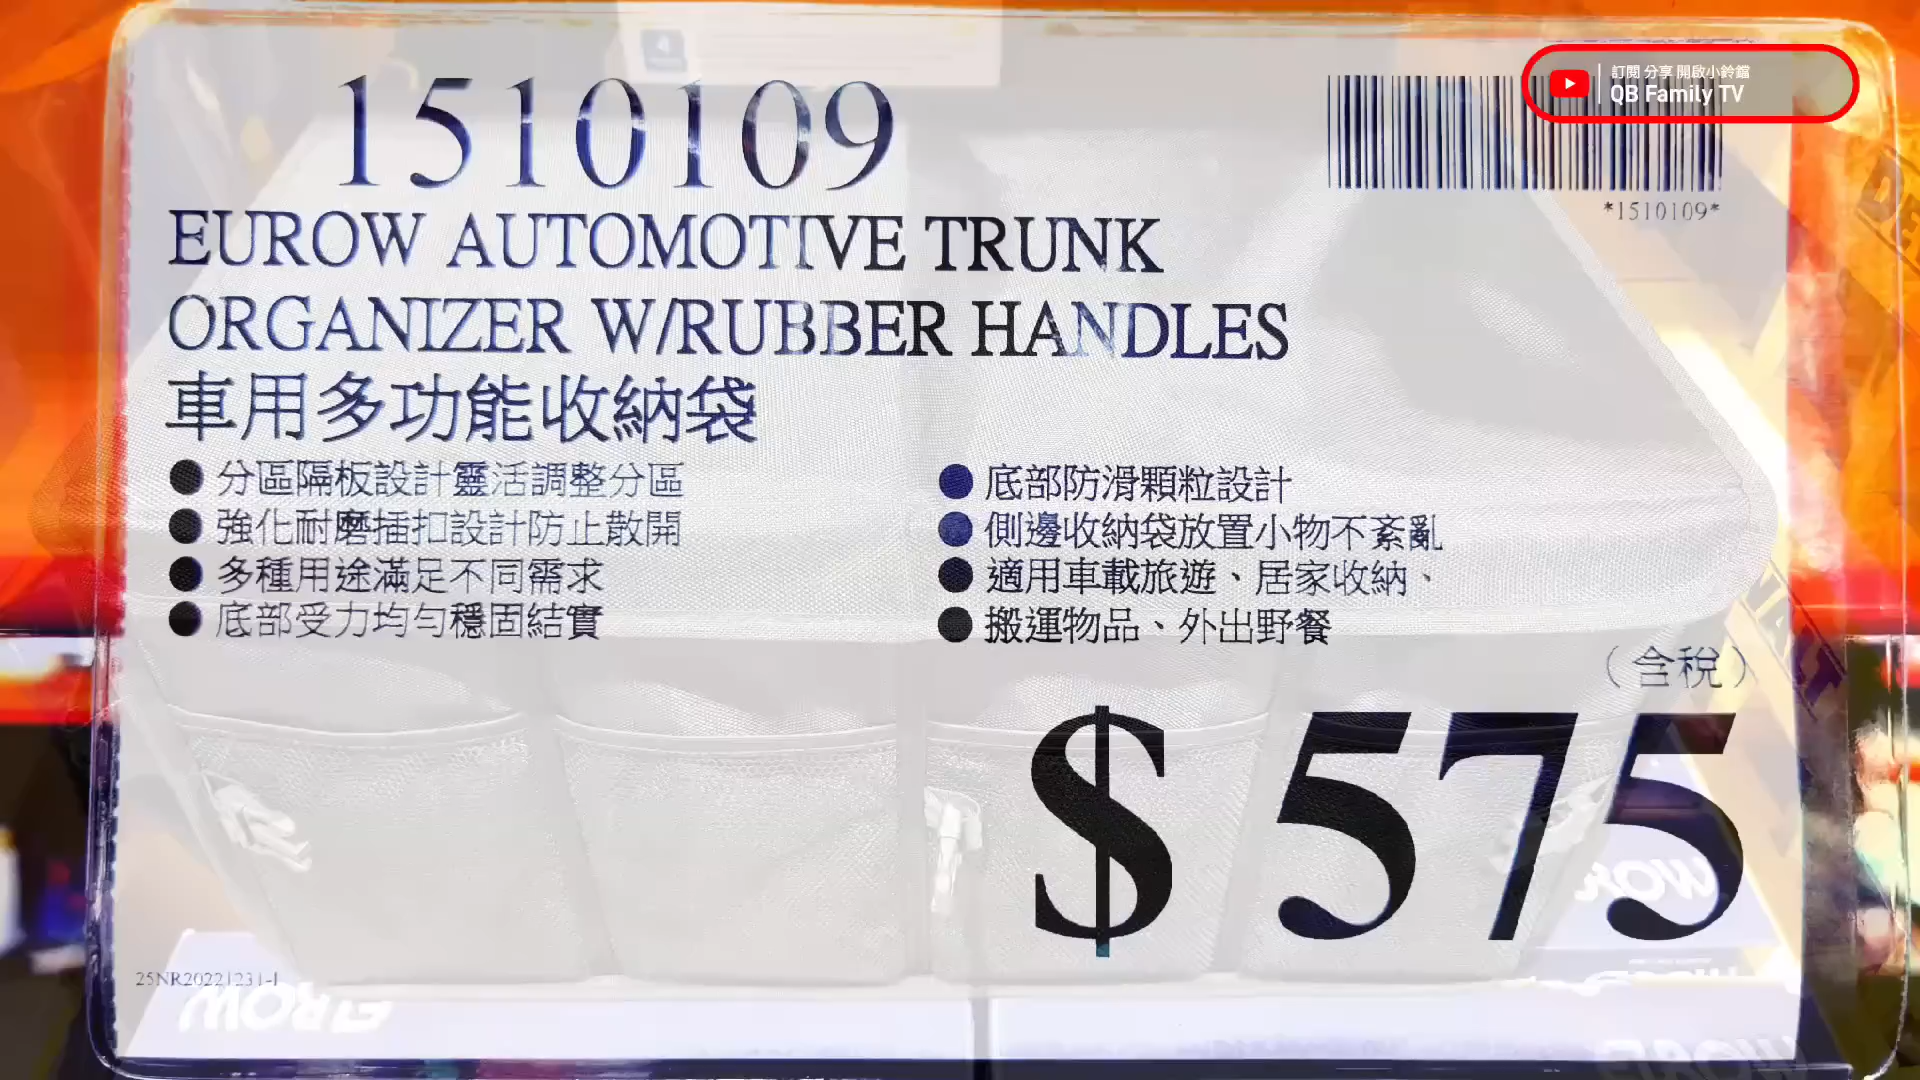 訂閱 分享 開啟小鈴鐺
QB Family TV
1510109
*1510109*
EUROW AUTOMOTIVE TRUNK
ORGANIZER W/RUBBER HANDLES
車用多功能收納袋
分區隔板設計靈活調整分區
強化耐磨插扣設計防止散開
多種用途滿足不同需求
底部受力均勻穩固結實
底部防滑顆粒設計
側邊收納袋放置小物不紊亂
適用車載旅遊、居家收納、
搬運物品、外出野餐
（含稅）
$ 575
25NR20221231-I